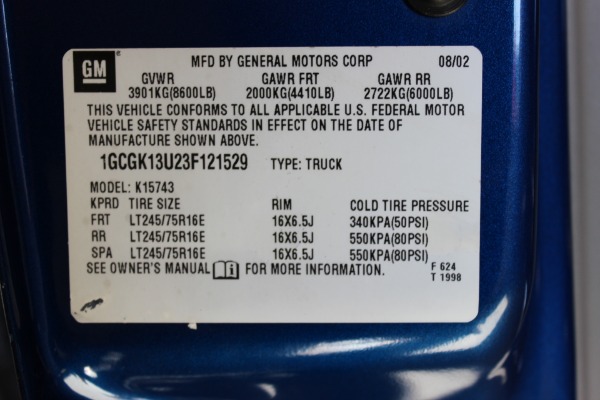 GM
MFD BY GENERAL MOTORS CORP 08/02
GVWR GAWR FRT GAWR RR
3901KG(8600LB) 2000KG(4410LB) 2722KG(6000LB)
THIS VEHICLE CONFORMS TO ALL APPLICABLE U.S. FEDERAL MOTOR
VEHICLE SAFETY STANDARDS IN EFFECT ON THE DATE OF
MANUFACTURE SHOWN ABOVE.
1GCGK13U23F121529 TYPE: TRUCK
MODEL: K15743
KPRD TIRE SIZE RIM COLD TIRE PRESSURE
FRT LT245/75R16E 16X6.5J 340KPA(50PSI)
RR LT245/75R16E 16X6.5J 550KPA(80PSI)
SPA LT245/75R16E 16X6.5J 550KPA(80PSI)
SEE OWNER'S MANUAL FOR MORE INFORMATION. F 624
T 1998